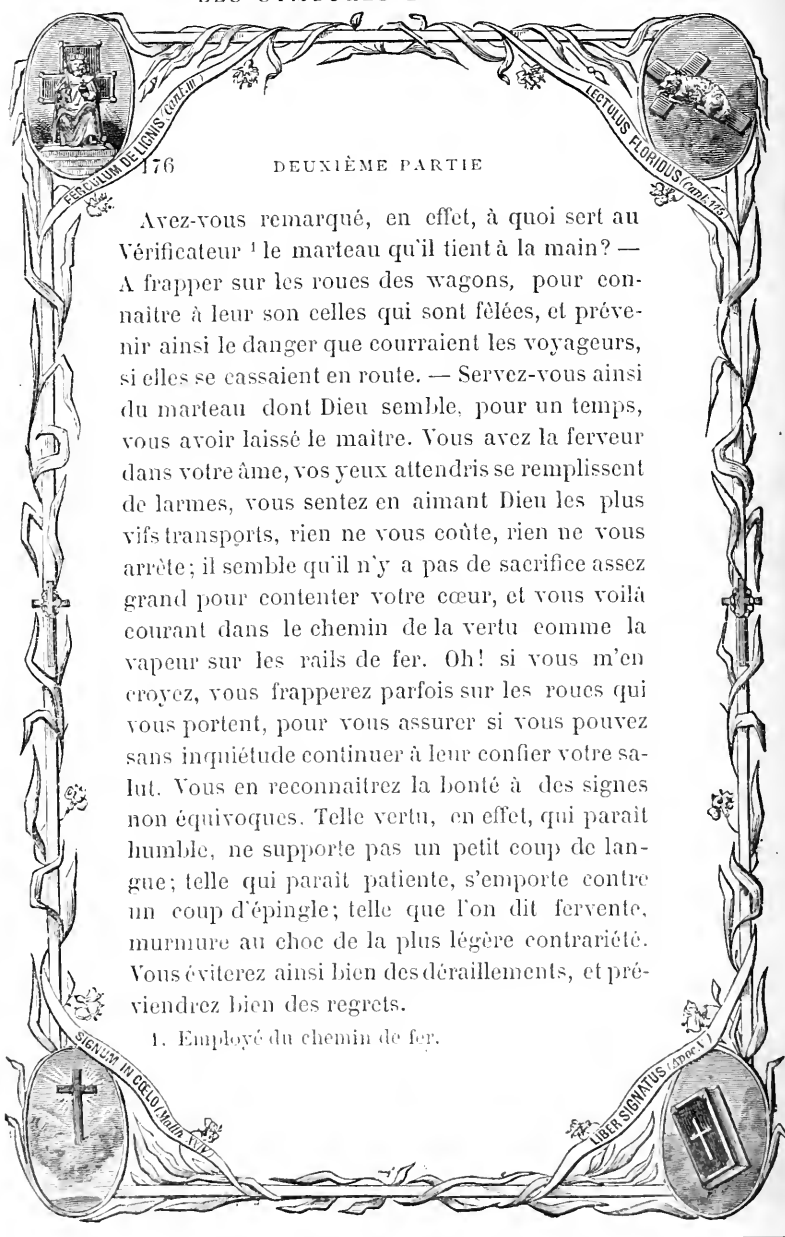 FERCULUM DE LIGNIS (Cant. III)
LECTULUS FLORIDUS (Cant. 1.15)
176 DEUXIÈME PARTIE
Avez-vous remarqué, en effet, à quoi sert au
Vérificateur ¹ le marteau qu'il tient à la main? —
A frapper sur les roues des wagons, pour con-
naître à leur son celles qui sont fêlées, et préve-
nir ainsi le danger que courraient les voyageurs,
si elles se cassaient en route. — Servez-vous ainsi
du marteau dont Dieu semble, pour un temps,
vous avoir laissé le maître. Vous avez la ferveur
dans votre âme, vos yeux attendris se remplissent
de larmes, vous sentez en aimant Dieu les plus
vifs transports, rien ne vous coûte, rien ne vous
arrête; il semble qu'il n'y a pas de sacrifice assez
grand pour contenter votre cœur, et vous voilà
courant dans le chemin de la vertu comme la
vapeur sur les rails de fer. Oh! si vous m'en
croyez, vous frapperez parfois sur les roues qui
vous portent, pour vous assurer si vous pouvez
sans inquiétude continuer à leur confier votre sa-
lut. Vous en reconnaitrez la bonté à des signes
non équivoques. Telle vertu, en effet, qui parait
humble, ne supporte pas un petit coup de lan-
gue; telle qui parait patiente, s'emporte contre
un coup d'épingle; telle que l'on dit fervente,
murmure au choc de la plus légère contrariété.
Vous éviterez ainsi bien des déraillements, et pré-
viendrez bien des regrets.
1. Employé du chemin de fer.
SIGNUM IN CŒLO (Matth. XXIV)
LIBER SIGNATUS (Apoc. V)